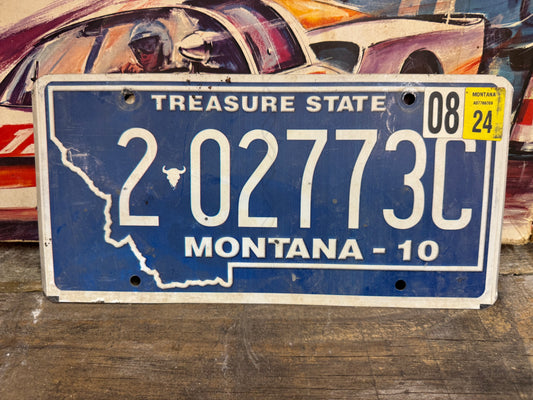 TREASURE STATE
08
MONTANA
24
2 02773C
MONTANA - 10